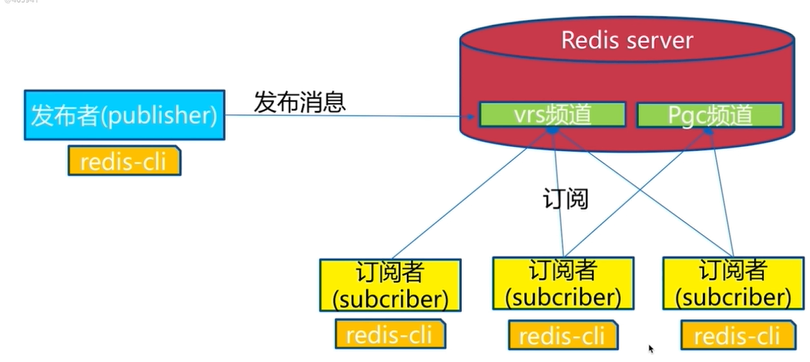 Redis server
发布消息
发布者(publisher)
vrs频道
Pgc频道
redis-cli
订阅
订阅者
(subcriber)
订阅者
(subcriber)
订阅者
(subcriber)
redis-cli
redis-cli
redis-cli